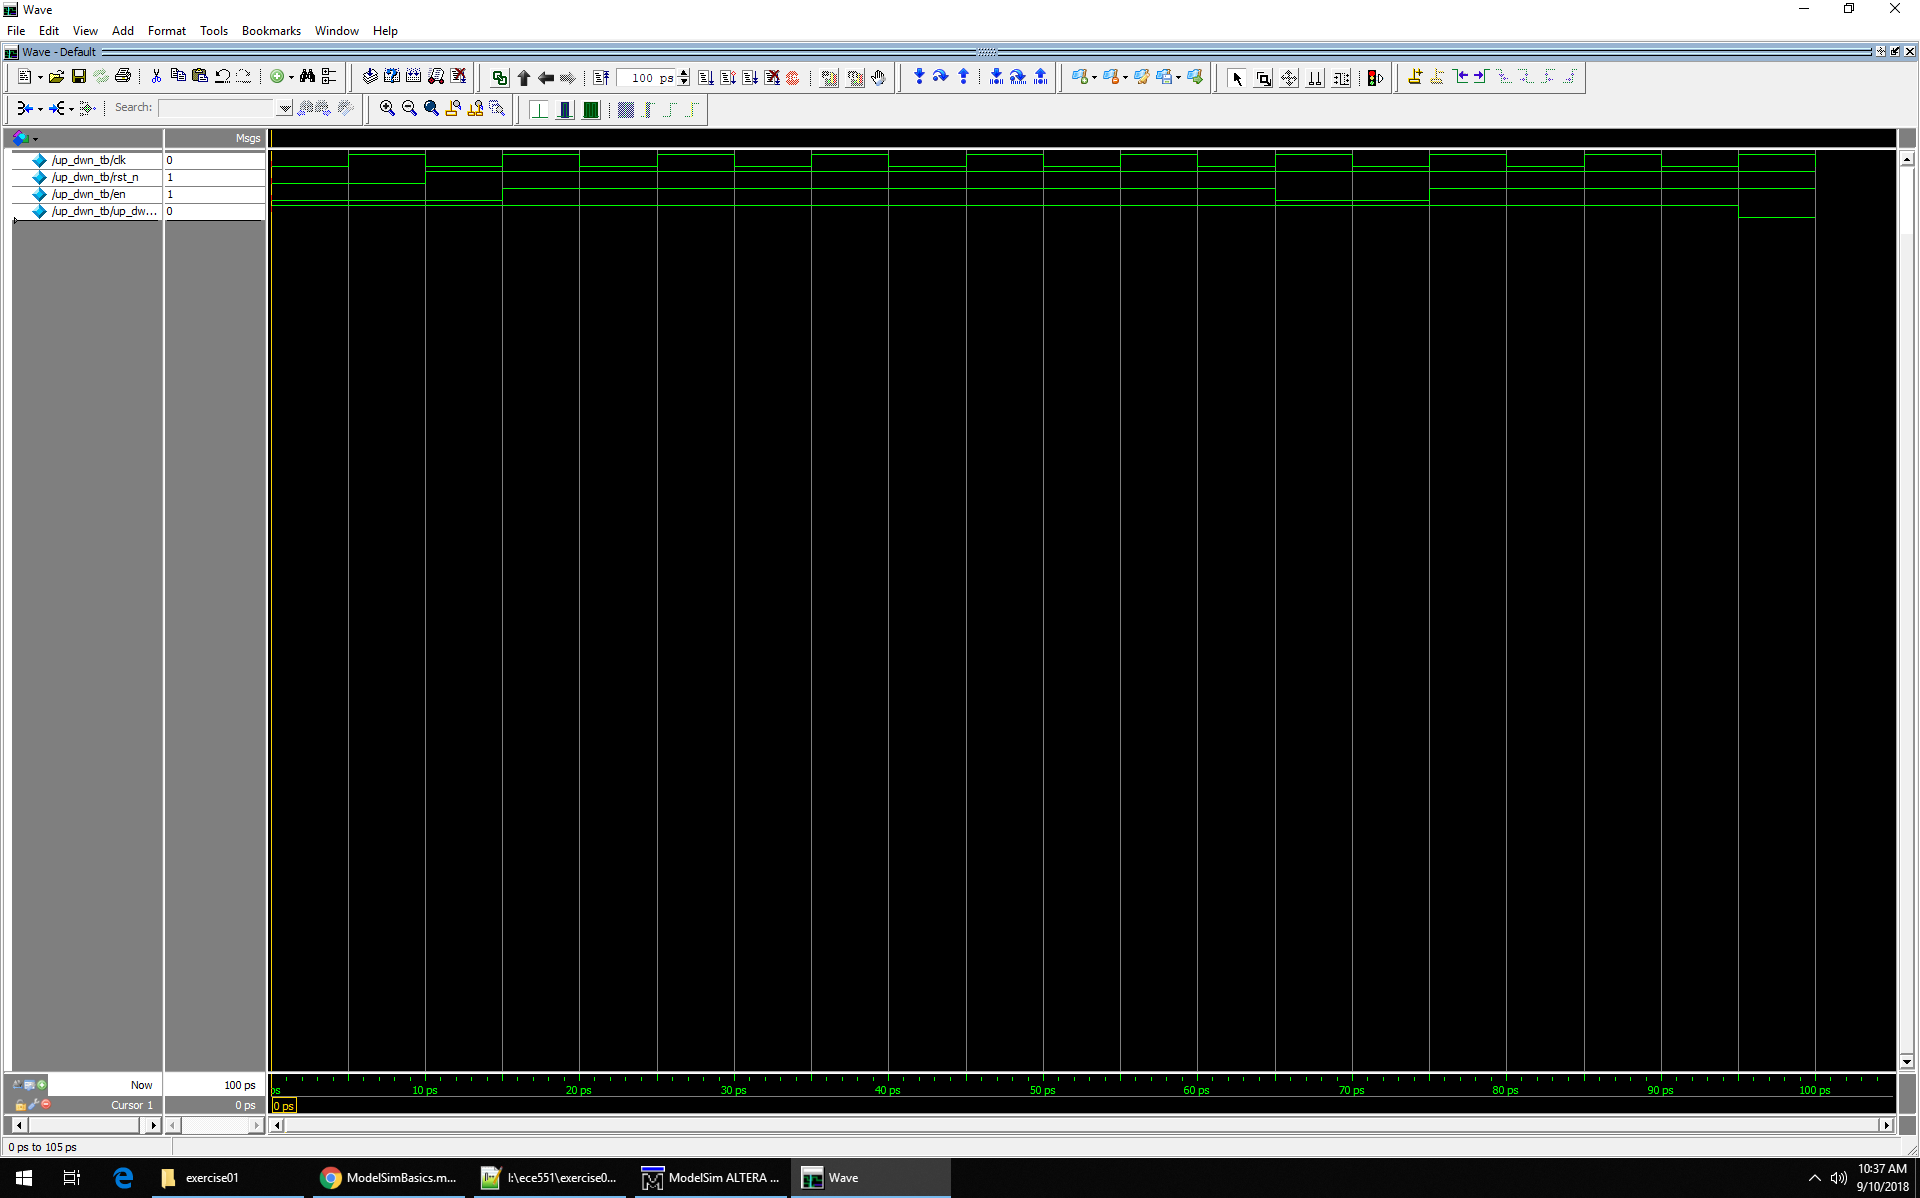 Wave
File Edit View Add Format Tools Bookmarks Window Help
Wave - Default
100 ps
Search:
Msgs
/up_dwn_tb/clk 0
/up_dwn_tb/rst_n 1
/up_dwn_tb/en 1
/up_dwn_tb/up_dw... 0
Now 100 ps
ps 10 ps 20 ps 30 ps 40 ps 50 ps 60 ps 70 ps 80 ps 90 ps 100 ps
Cursor 1 0 ps
0 ps
0 ps to 105 ps
exercise01
ModelSimBasics.m...
I:\ece551\exercise0...
ModelSim ALTERA ...
Wave
10:37 AM
9/10/2018